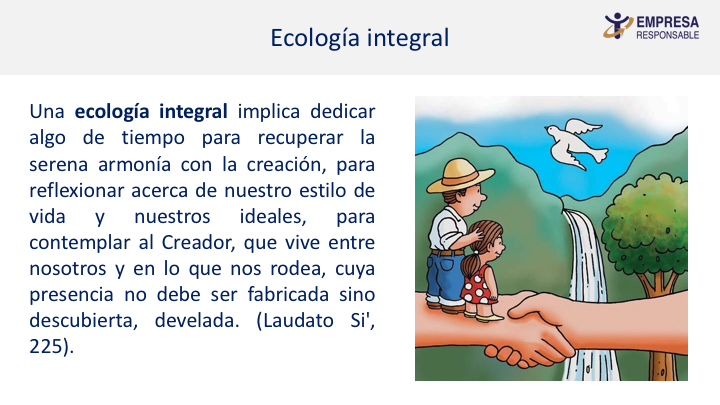 Ecología integral
EMPRESA
RESPONSABLE
Una ecología integral implica dedicar
algo de tiempo para recuperar la
serena armonía con la creación, para
reflexionar acerca de nuestro estilo de
vida y nuestros ideales, para
contemplar al Creador, que vive entre
nosotros y en lo que nos rodea, cuya
presencia no debe ser fabricada sino
descubierta, develada. (Laudato Si',
225).